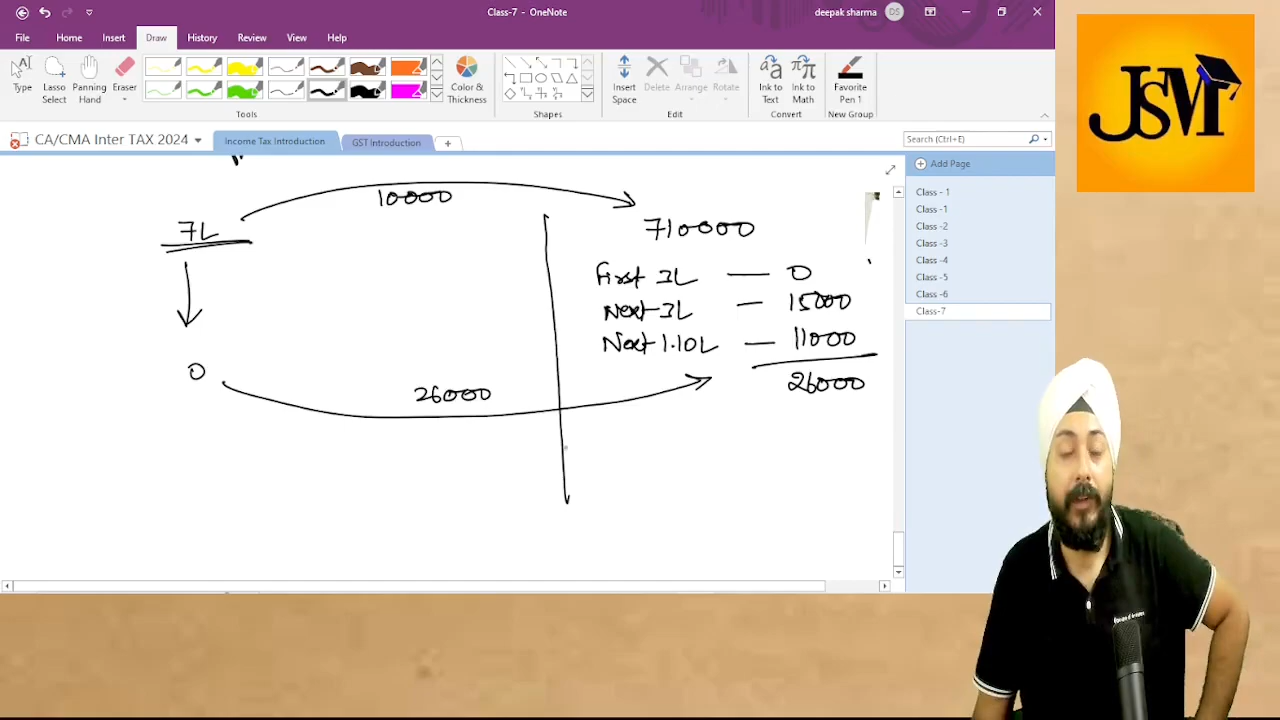 Class-7 - OneNote
deepak sharma DS
File Home Insert Draw History Review View Help
Type
Lasso Select
Panning Hand
Eraser
Color & Thickness
Insert Space
Delete
Arrange
Rotate
Ink to Text
Ink to Math
Favorite Pen 1
Tools
Shapes
Edit
Convert
New Group
CA/CMA Inter TAX 2024
Income Tax Introduction
GST Introduction
Search (Ctrl+E)
Add Page
Class - 1
Class -1
Class -2
Class -3
Class -4
Class -5
Class -6
Class-7
10000
7L
710000
First 3L — 0
Next 3L — 15000
Next 1.10L — 11000
26000
0
26000
JSM